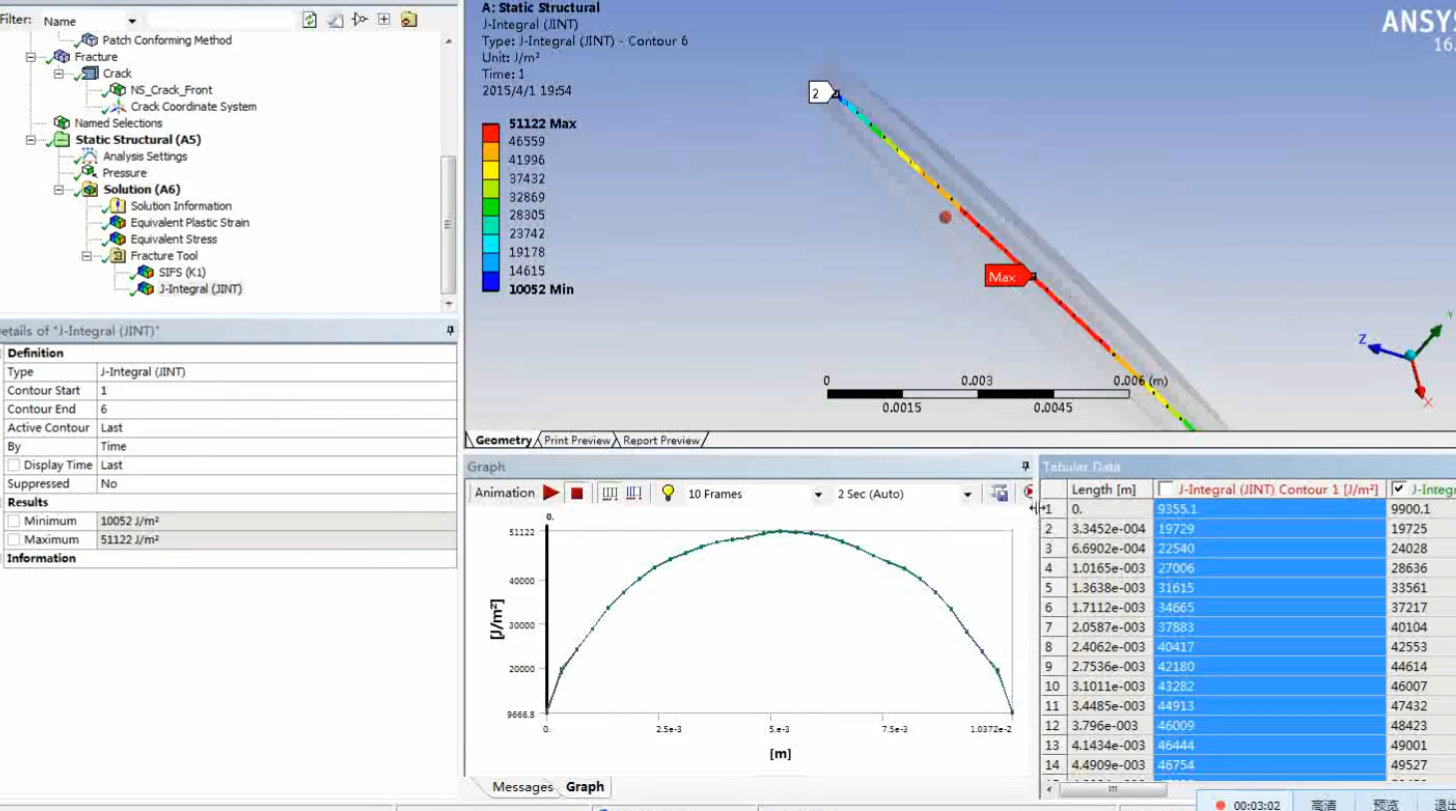 Filter: Name
Patch Conforming Method
Fracture
Crack
NS_Crack_Front
Crack Coordinate System
Named Selections
Static Structural (A5)
Analysis Settings
Pressure
Solution (A6)
Solution Information
Equivalent Plastic Strain
Equivalent Stress
Fracture Tool
SIFS (K1)
J-Integral (JINT)
etails of "J-Integral (JINT)"
Definition
Type J-Integral (JINT)
Contour Start 1
Contour End 6
Active Contour Last
By Time
Display Time Last
Suppressed No
Results
Minimum 10052 J/m²
Maximum 51122 J/m²
Information
A: Static Structural
J-Integral (JINT)
Type: J-Integral (JINT) - Contour 6
Unit: J/m²
Time: 1
2015/4/1 19:54
51122 Max
46559
41996
37432
32869
28305
23742
19178
14615
10052 Min
ANSYS
16.
2
Max
Y
Z
X
0 0.003 0.006 (m)
0.0015 0.0045
Geometry Print Preview Report Preview
Graph
Animation 10 Frames 2 Sec (Auto)
0.
51122
40000
30000
20000
9666.8
[J/m²]
0. 2.5e-3 5.e-3 7.5e-3 1.0372e-2
[m]
Messages Graph
Tabular Data
Length [m] J-Integral (JINT) Contour 1 [J/m²] J-Integr
1 0. 9355.1 9900.1
2 3.3452e-004 19729 19725
3 6.6902e-004 22540 24028
4 1.0165e-003 27006 28636
5 1.3638e-003 31615 33561
6 1.7112e-003 34665 37217
7 2.0587e-003 37883 40104
8 2.4062e-003 40417 42553
9 2.7536e-003 42180 44614
10 3.1011e-003 43282 46007
11 3.4485e-003 44913 47432
12 3.796e-003 46009 48423
13 4.1434e-003 46444 49001
14 4.4909e-003 46754 49527
00:03:02 高清 预览 退出